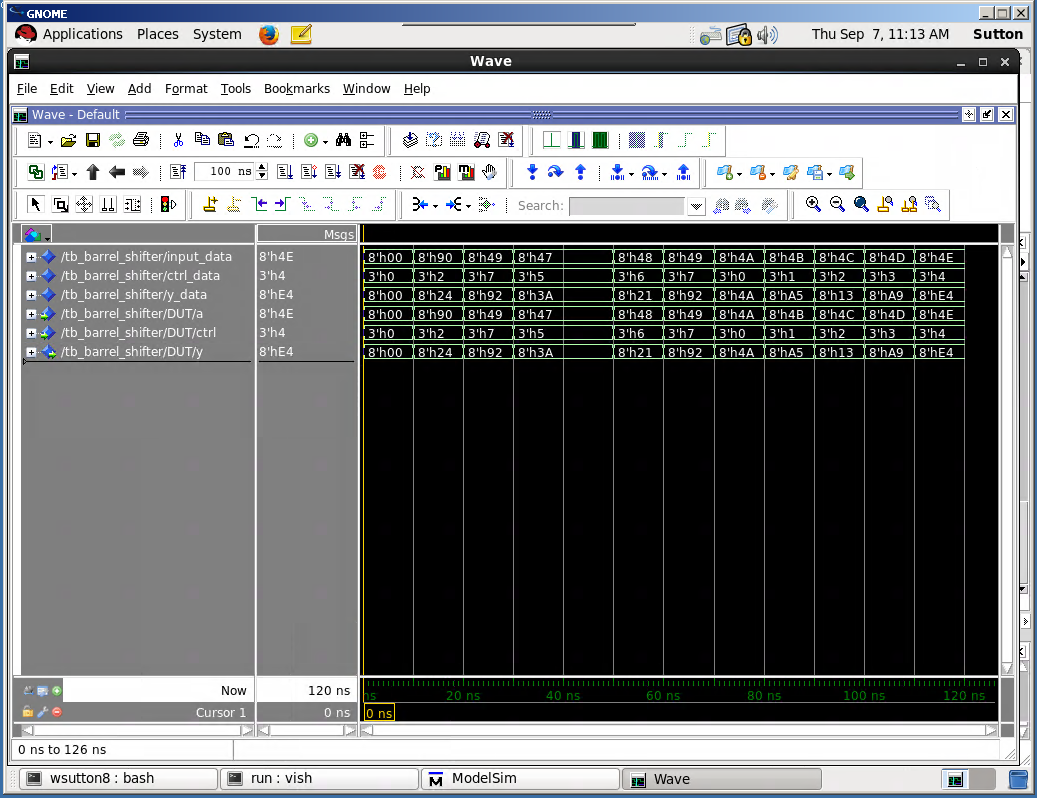 GNOME
Applications Places System Thu Sep 7, 11:13 AM Sutton
Wave
File Edit View Add Format Tools Bookmarks Window Help
Wave - Default
100 ns
Search:
Msgs
/tb_barrel_shifter/input_data 8'h4E 8'h00 8'h90 8'h49 8'h47 8'h48 8'h49 8'h4A 8'h4B 8'h4C 8'h4D 8'h4E
/tb_barrel_shifter/ctrl_data 3'h4 3'h0 3'h2 3'h7 3'h5 3'h6 3'h7 3'h0 3'h1 3'h2 3'h3 3'h4
/tb_barrel_shifter/y_data 8'hE4 8'h00 8'h24 8'h92 8'h3A 8'h21 8'h92 8'h4A 8'hA5 8'h13 8'hA9 8'hE4
/tb_barrel_shifter/DUT/a 8'h4E 8'h00 8'h90 8'h49 8'h47 8'h48 8'h49 8'h4A 8'h4B 8'h4C 8'h4D 8'h4E
/tb_barrel_shifter/DUT/ctrl 3'h4 3'h0 3'h2 3'h7 3'h5 3'h6 3'h7 3'h0 3'h1 3'h2 3'h3 3'h4
/tb_barrel_shifter/DUT/y 8'hE4 8'h00 8'h24 8'h92 8'h3A 8'h21 8'h92 8'h4A 8'hA5 8'h13 8'hA9 8'hE4
Now 120 ns ns 20 ns 40 ns 60 ns 80 ns 100 ns 120 ns
Cursor 1 0 ns 0 ns
0 ns to 126 ns
wsutton8 : bash run : vish ModelSim Wave